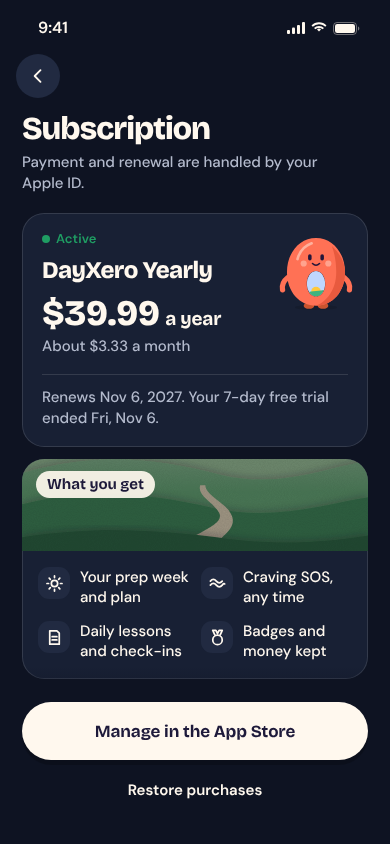 9:41
Subscription
Payment and renewal are handled by your
Apple ID.
Active
DayXero Yearly
$39.99 a year
About $3.33 a month
Renews Nov 6, 2027. Your 7-day free trial
ended Fri, Nov 6.
What you get
Your prep week
and plan
Craving SOS,
any time
Daily lessons
and check-ins
Badges and
money kept
Manage in the App Store
Restore purchases